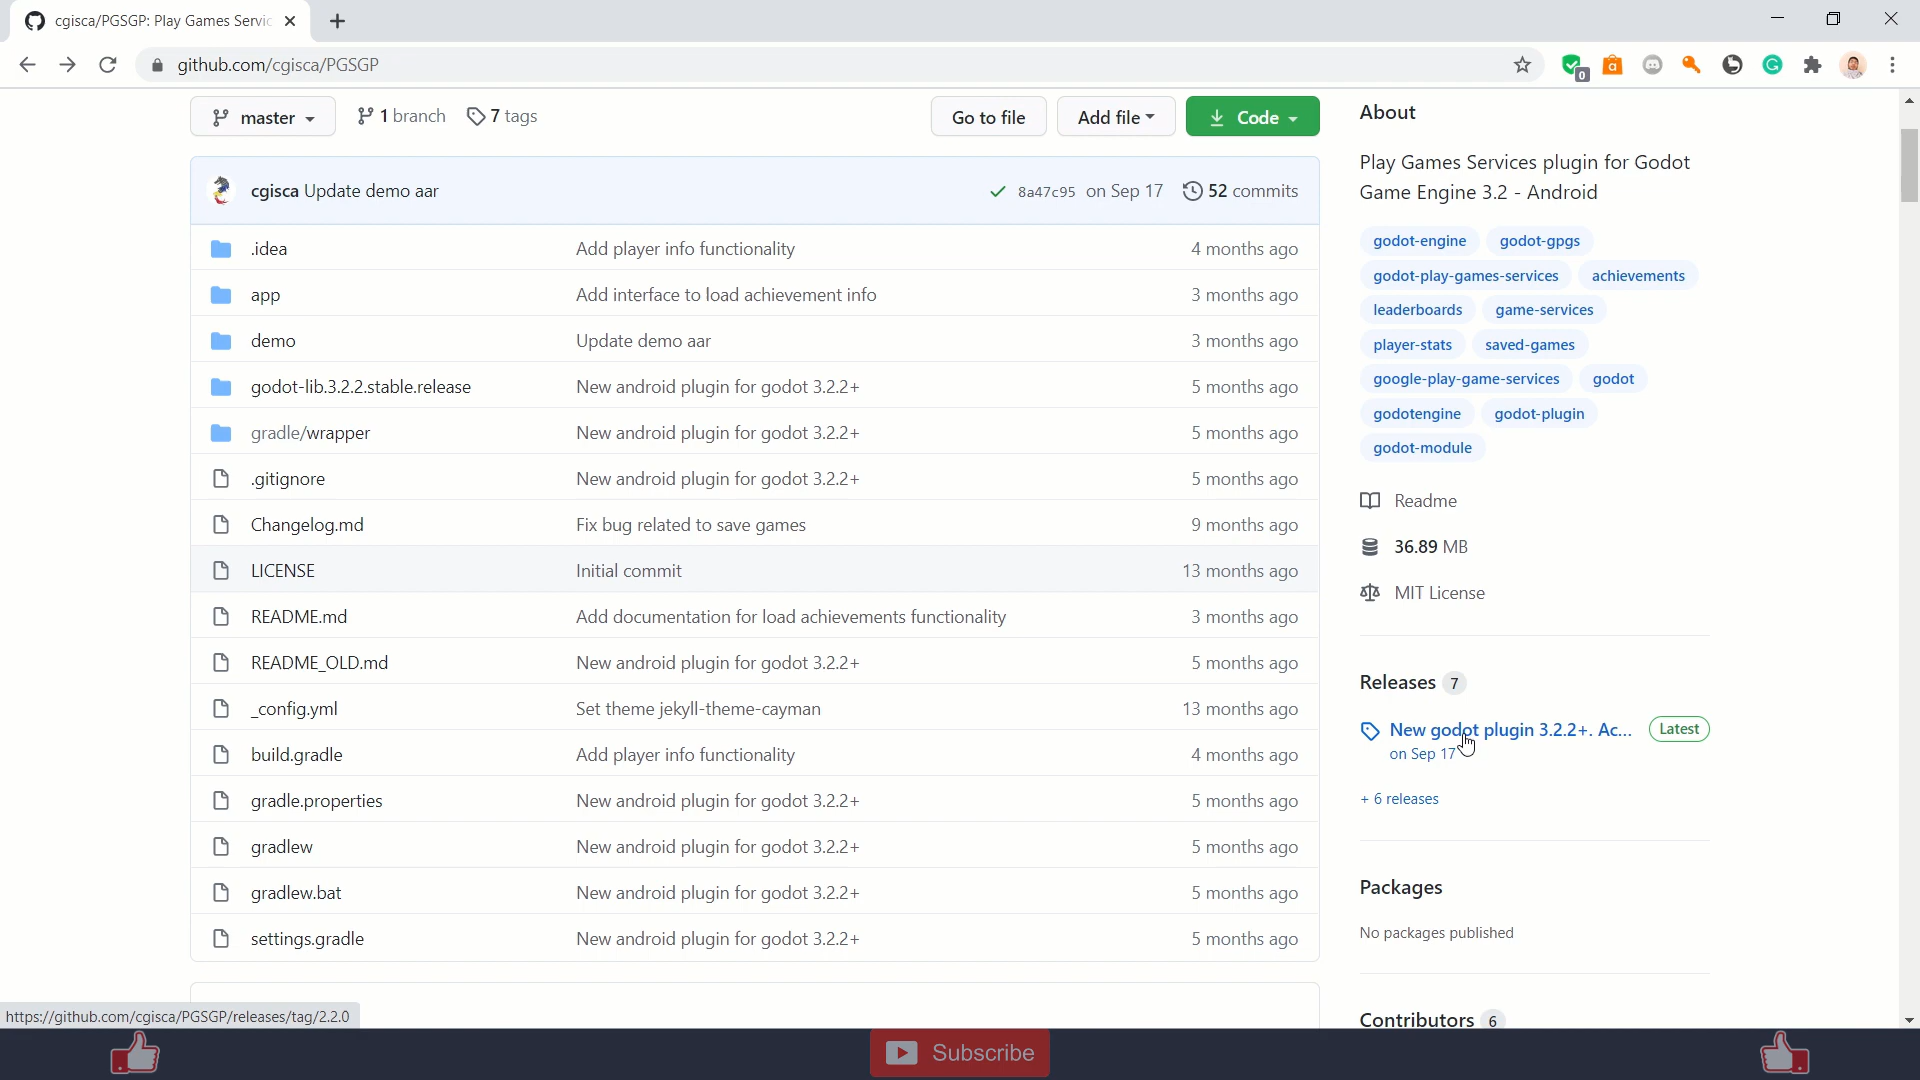 cgisca/PGSGP: Play Games Servic
github.com/cgisca/PGSGP
0
master
1 branch
7 tags
Go to file
Add file
Code
cgisca Update demo aar
8a47c95 on Sep 17
52 commits
.idea Add player info functionality 4 months ago
app Add interface to load achievement info 3 months ago
demo Update demo aar 3 months ago
godot-lib.3.2.2.stable.release New android plugin for godot 3.2.2+ 5 months ago
gradle/wrapper New android plugin for godot 3.2.2+ 5 months ago
.gitignore New android plugin for godot 3.2.2+ 5 months ago
Changelog.md Fix bug related to save games 9 months ago
LICENSE Initial commit 13 months ago
README.md Add documentation for load achievements functionality 3 months ago
README_OLD.md New android plugin for godot 3.2.2+ 5 months ago
_config.yml Set theme jekyll-theme-cayman 13 months ago
build.gradle Add player info functionality 4 months ago
gradle.properties New android plugin for godot 3.2.2+ 5 months ago
gradlew New android plugin for godot 3.2.2+ 5 months ago
gradlew.bat New android plugin for godot 3.2.2+ 5 months ago
settings.gradle New android plugin for godot 3.2.2+ 5 months ago
About
Play Games Services plugin for Godot
Game Engine 3.2 - Android
godot-engine godot-gpgs
godot-play-games-services achievements
leaderboards game-services
player-stats saved-games
google-play-game-services godot
godotengine godot-plugin
godot-module
Readme
36.89 MB
MIT License
Releases 7
New godot plugin 3.2.2+. Ac... Latest
on Sep 17
+ 6 releases
Packages
No packages published
Contributors 6
https://github.com/cgisca/PGSGP/releases/tag/2.2.0
Subscribe